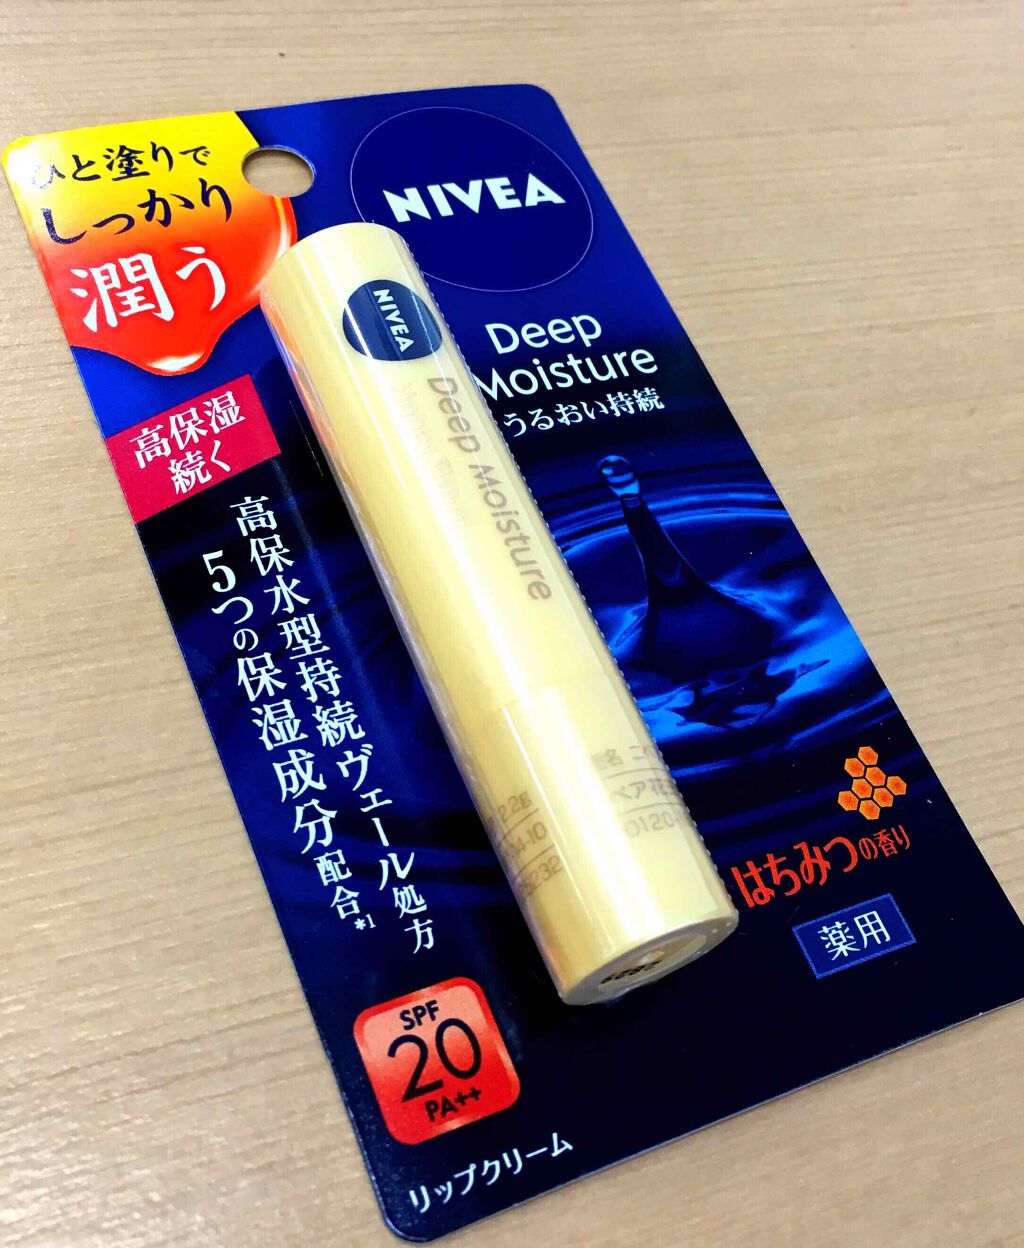 ひと塗りで
しっかり
潤う
NIVEA
Deep
Moisture
うるおい持続
高保湿
続く
高保水型持続ヴェール処方
5つの保湿成分配合*1
NIVEA
Deep Moisture
2.2g
0120-
はちみつの香り
薬用
SPF
20
PA++
リップクリーム